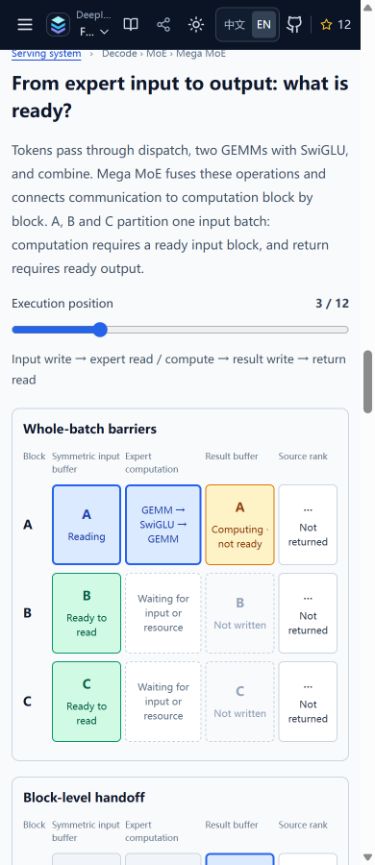 Deepl...
F...
中文
EN
12
Serving system › Decode › MoE › Mega MoE
From expert input to output: what is
ready?
Tokens pass through dispatch, two GEMMs with SwiGLU,
and combine. Mega MoE fuses these operations and
connects communication to computation block by
block. A, B and C partition one input batch:
computation requires a ready input block, and return
requires ready output.
Execution position
3 / 12
Input write → expert read / compute → result write → return
read
Whole-batch barriers
Block
Symmetric input
buffer
Expert
computation
Result buffer
Source rank
A
A
Reading
GEMM →
SwiGLU →
GEMM
A
Computing ·
not ready
...
Not
returned
B
B
Ready to
read
Waiting for
input or
resource
B
Not written
...
Not
returned
C
C
Ready to
read
Waiting for
input or
resource
C
Not written
...
Not
returned
Block-level handoff
Block
Symmetric input
buffer
Expert
computation
Result buffer
Source rank